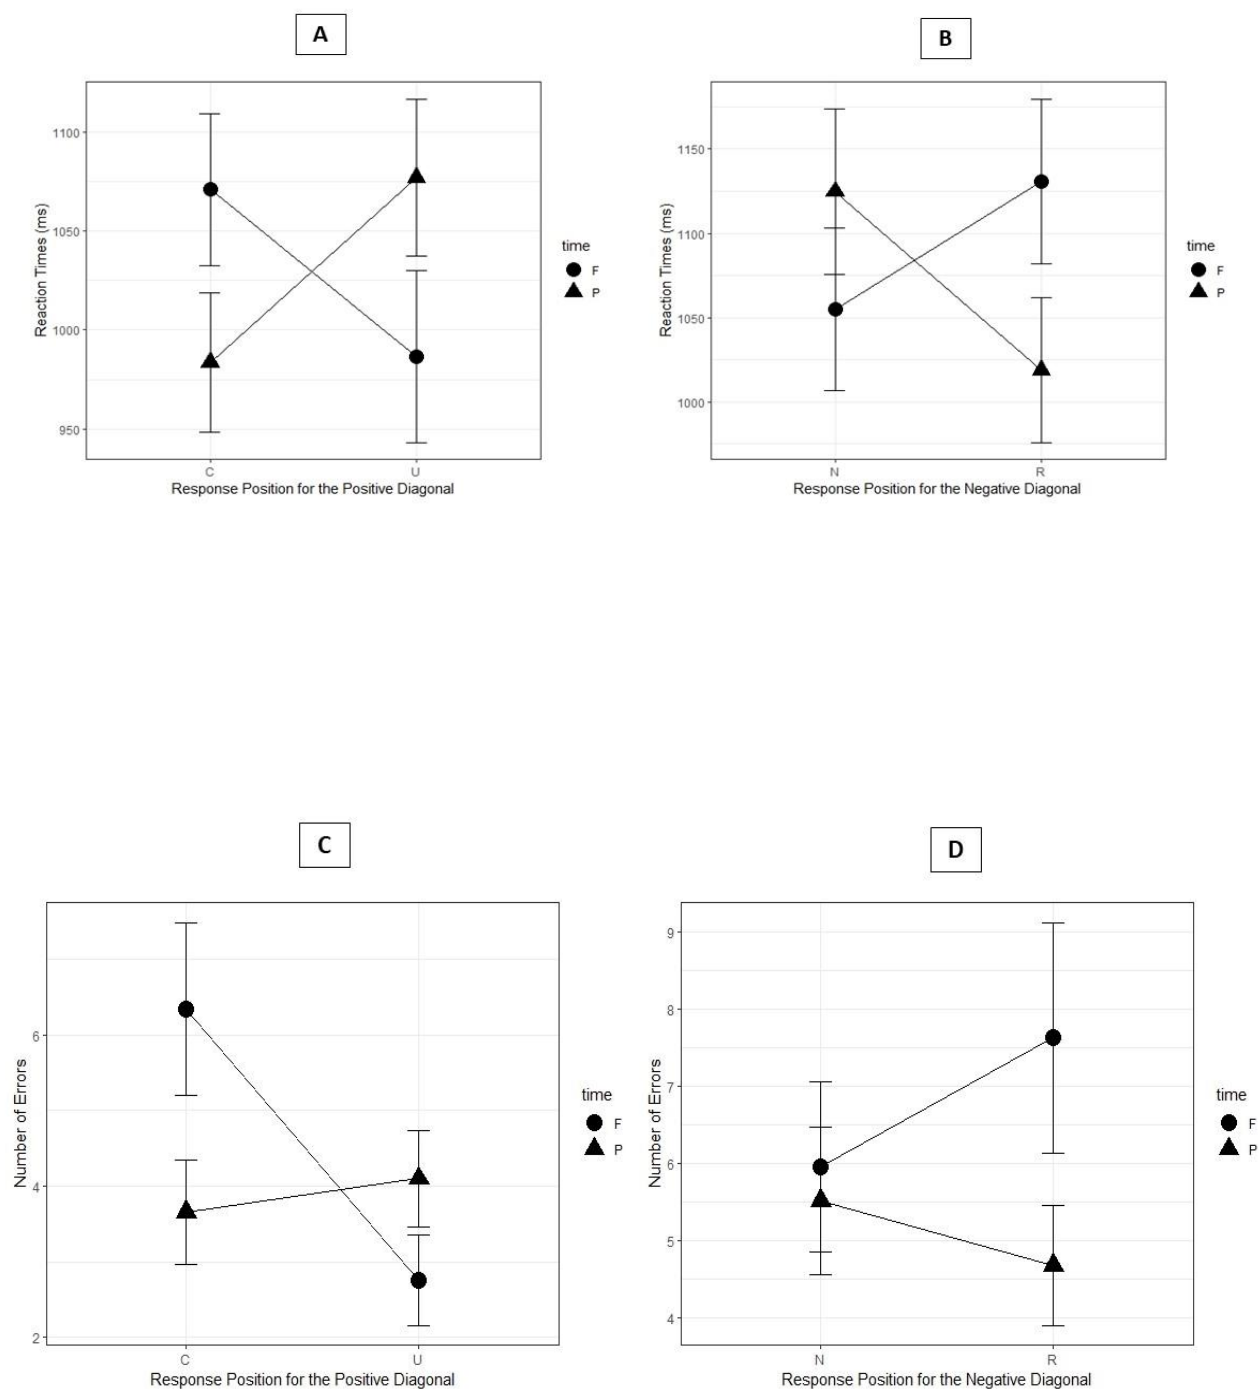 A
Reaction Times (ms)
1100
1050
1000
950
C U
Response Position for the Positive Diagonal
time
F
P
B
Reaction Times (ms)
1150
1100
1050
1000
N R
Response Position for the Negative Diagonal
time
F
P
C
Number of Errors
6
4
2
C U
Response Position for the Positive Diagonal
time
F
P
D
Number of Errors
9
8
7
6
5
4
N R
Response Position for the Negative Diagonal
time
F
P